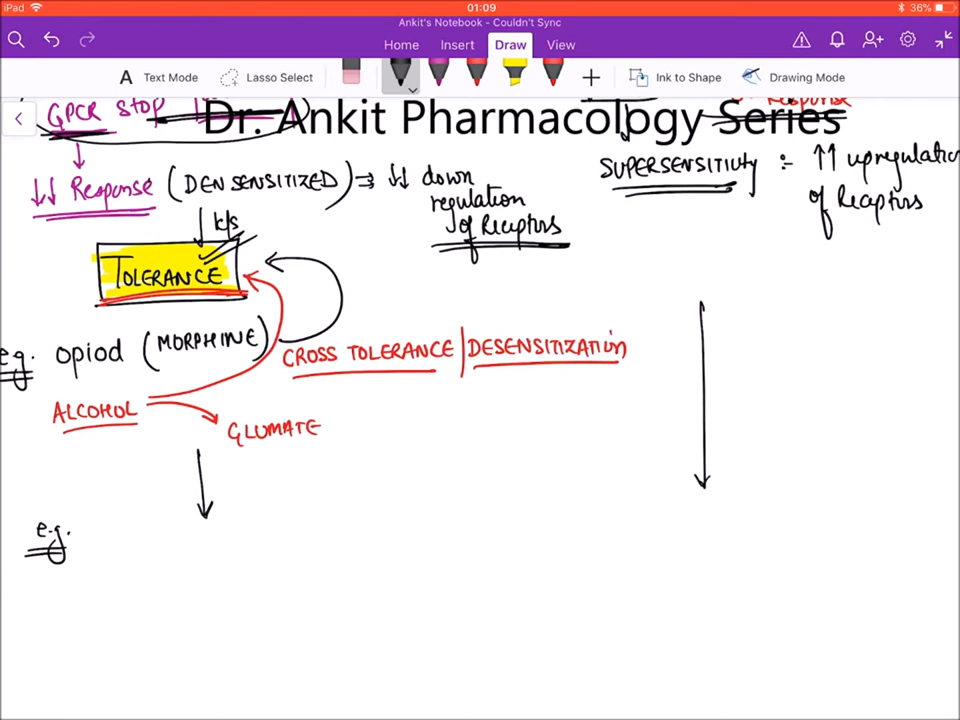 iPad 01:09 36%
Ankit's Notebook - Couldn't Sync
Home Insert Draw View
A Text Mode Lasso Select Ink to Shape Drawing Mode
GPCR STOP
Response
Dr. Ankit Pharmacology Series
↓↓ Response (DENSENSITIZED) ⇒ ↓↓ down
regulation
of Receptors
SUPERSENSITIVITY :- ↑↑ upregulation
of Receptors
k/s
TOLERANCE
e.g. opiod (MORPHINE)
CROSS TOLERANCE | DESENSITIZATION
ALCOHOL
GLUMATE
e.g.